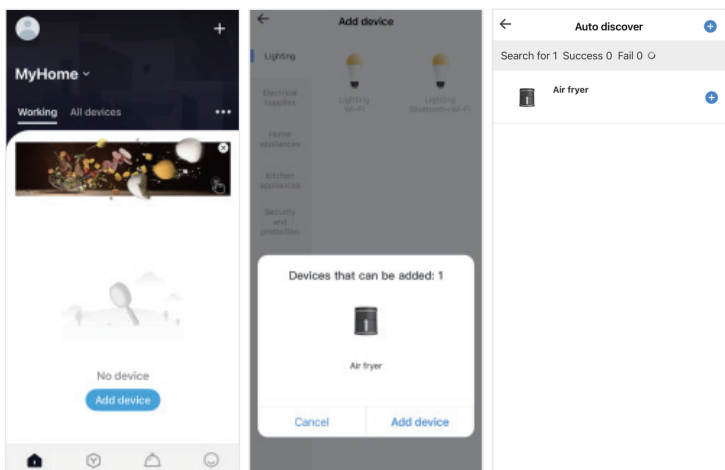 MyHome
Working All devices
No device
Add device
Add device
Lighting
Electrical
supplies
Home
appliances
Kitchen
appliances
Security
and
protection
Lighting
Wi-Fi
Lighting
Bluetooth+Wi-Fi
Devices that can be added: 1
Air fryer
Cancel
Add device
Auto discover
Search for 1 Success 0 Fail 0
Air fryer